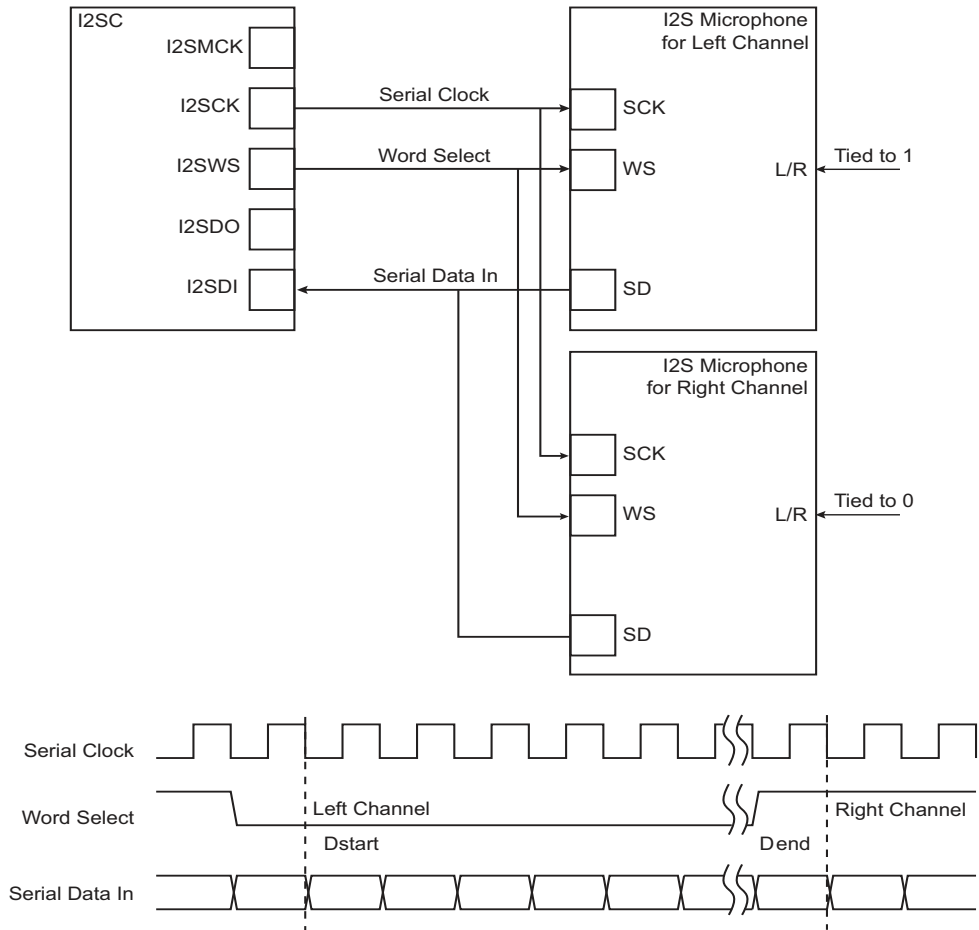 I2SC
I2SMCK
I2SCK
I2SWS
I2SDO
I2SDI
Serial Clock
Word Select
Serial Data In
I2S Microphone
for Left Channel
SCK
WS
SD
L/R
Tied to 1
I2S Microphone
for Right Channel
SCK
WS
SD
L/R
Tied to 0
Serial Clock
Word Select
Left Channel
Right Channel
Dstart
Dend
Serial Data In